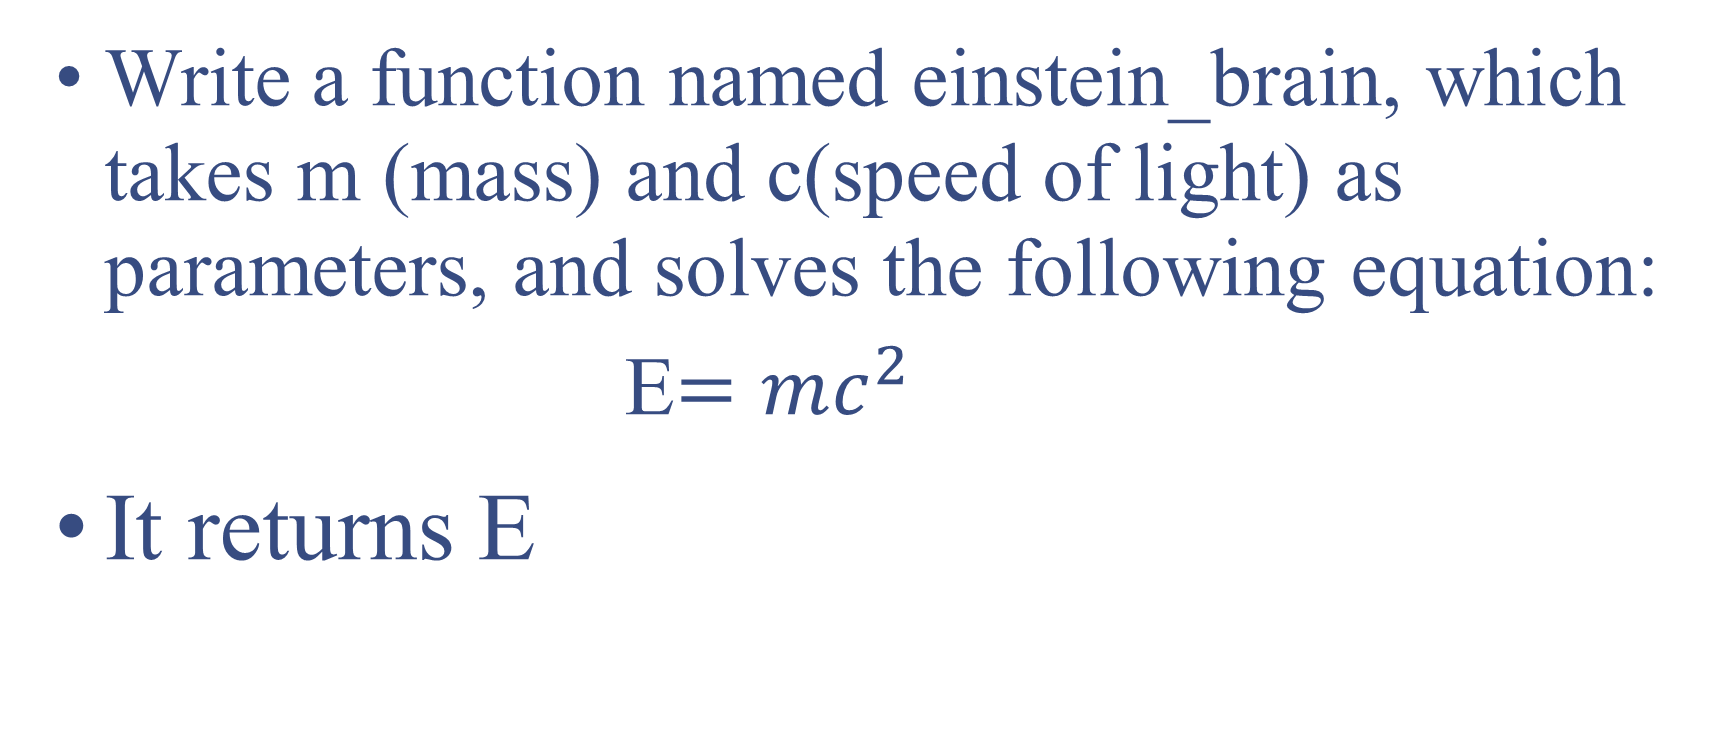 • Write a function named einstein_brain, which
takes m (mass) and c(speed of light) as
parameters, and solves the following equation:
E= 𝑚𝑐²
• It returns E